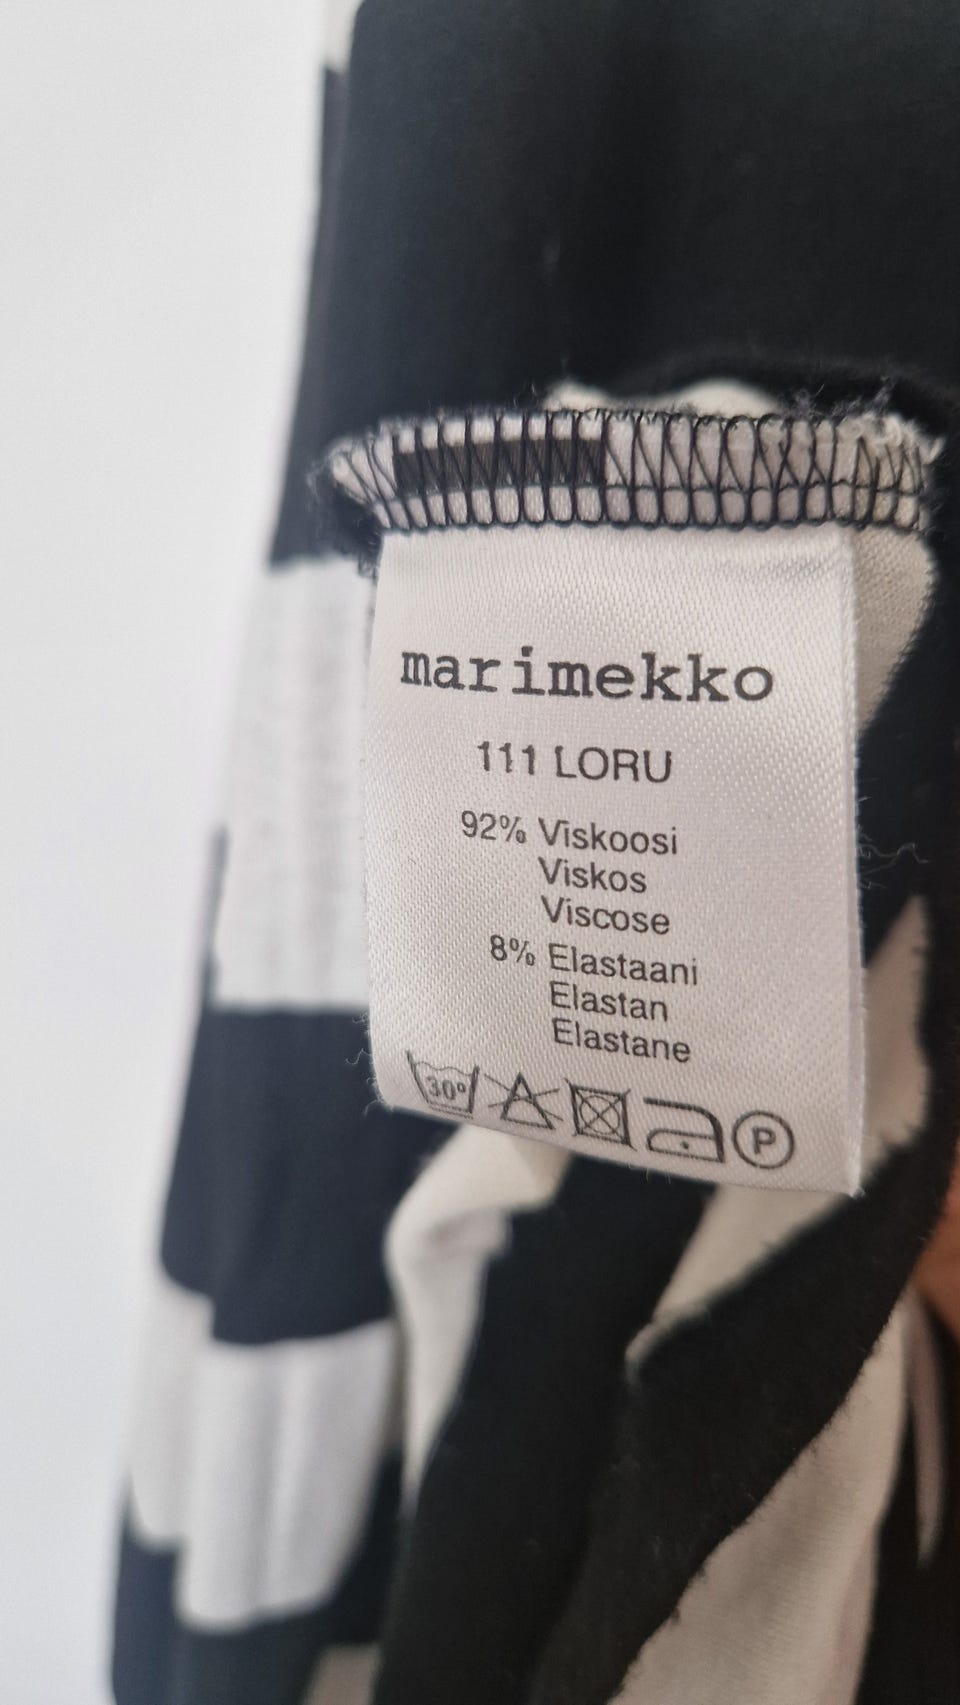 marimekko
111 LORU
92% Viskoosi
Viskos
Viscose
8% Elastaani
Elastan
Elastane
30° P